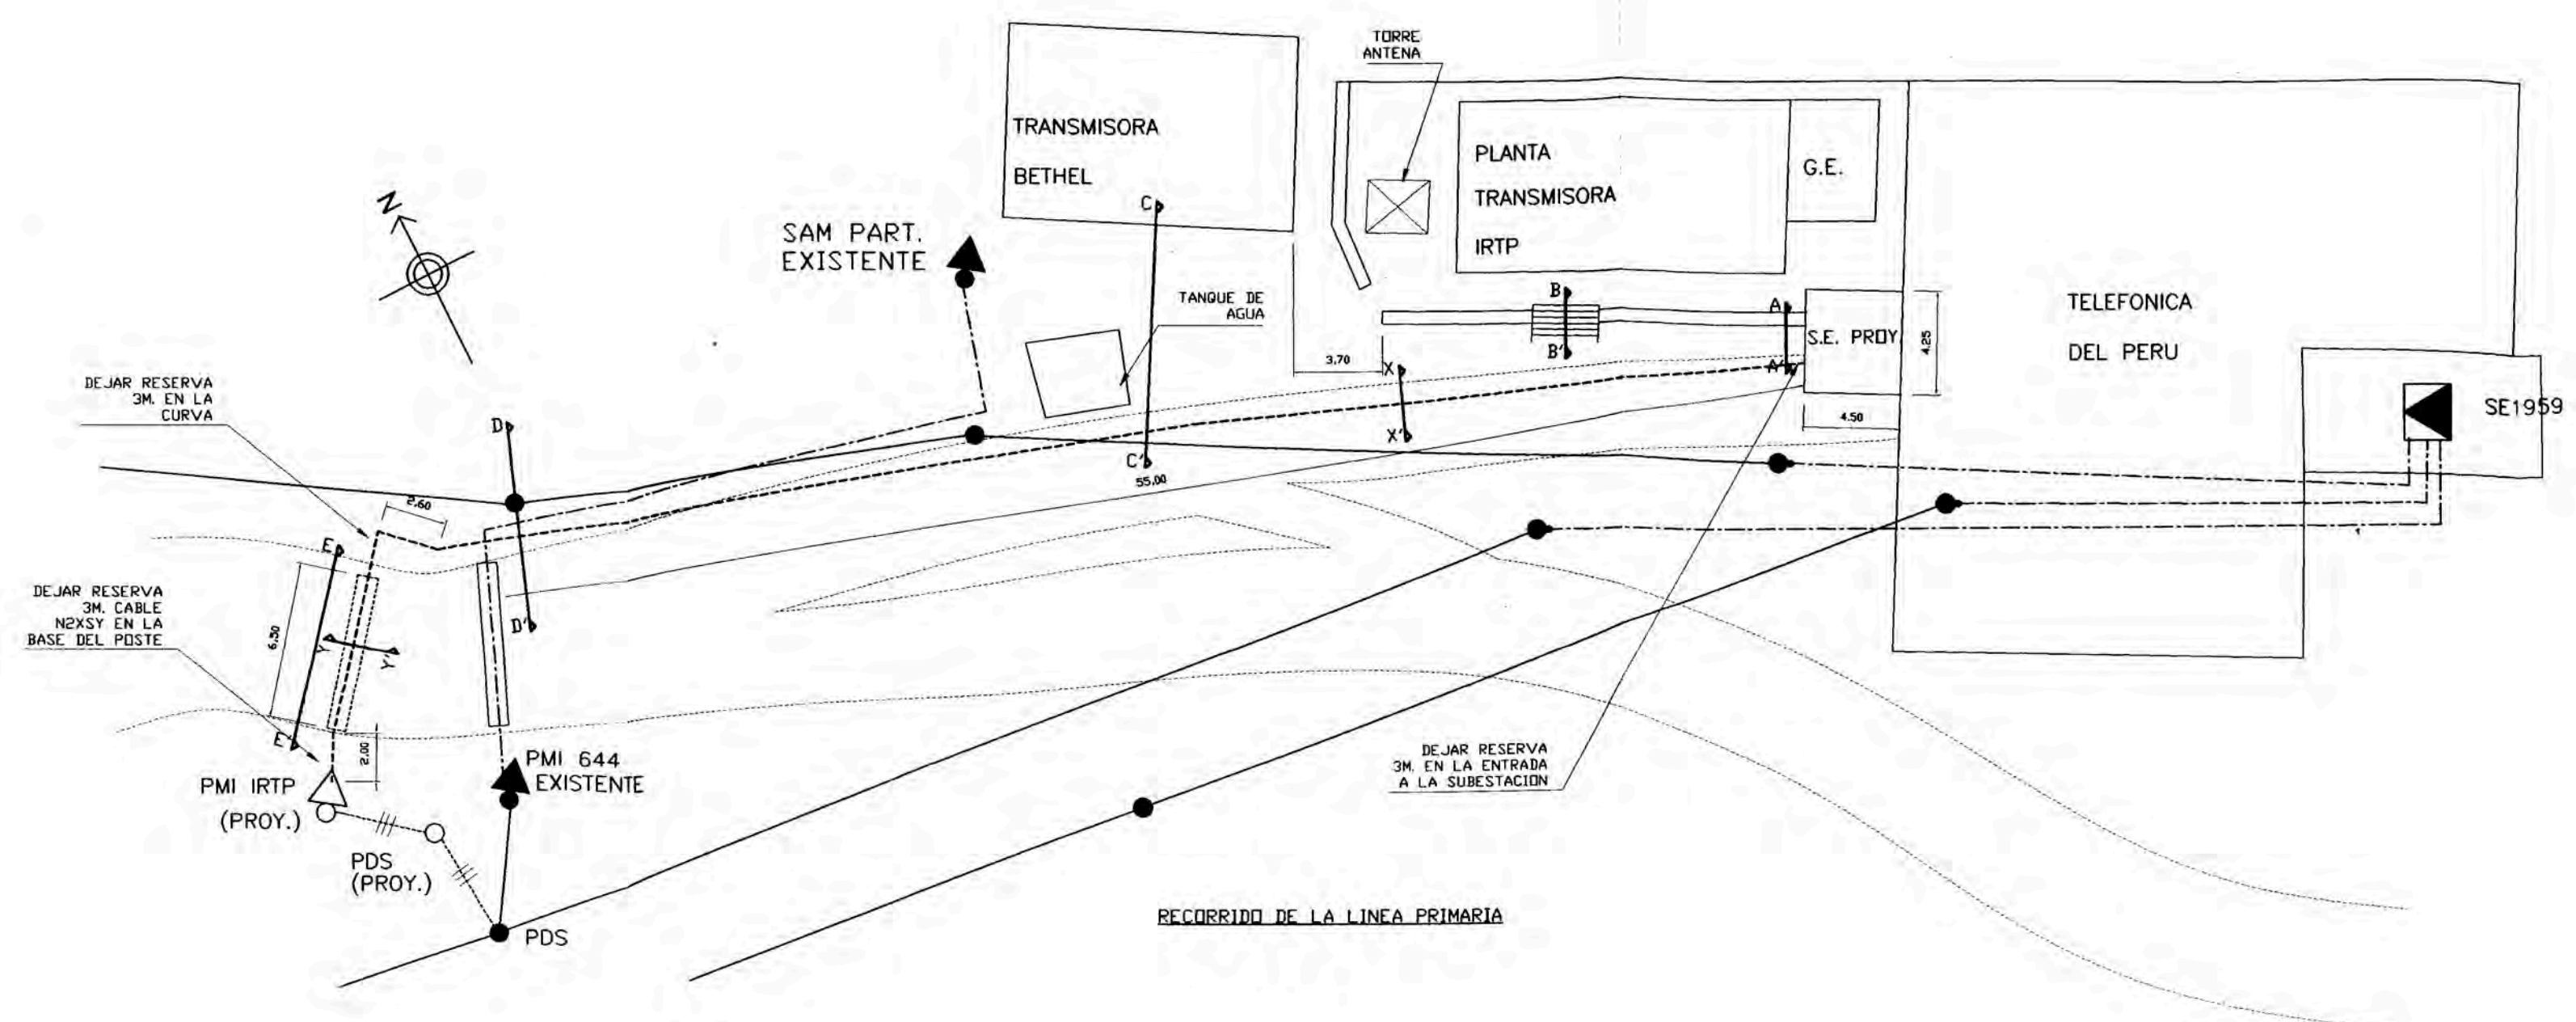 TORRE
ANTENA
TRANSMISORA
BETHEL
PLANTA
TRANSMISORA
IRTP
G.E.
N
C
SAM PART.
EXISTENTE
TANQUE DE
AGUA
B
A
S.E. PROY
4.25
TELEFONICA
DEL PERU
B'
3.70
X
A'
DEJAR RESERVA
3M. EN LA
CURVA
D
SE1959
4.50
X'
C'
55.00
2.60
E
DEJAR RESERVA
3M. CABLE
N2XSY EN LA
BASE DEL POSTE
6.50
Y
Y'
D'
E'
2.00
PMI 644
EXISTENTE
PMI IRTP
(PROY.)
DEJAR RESERVA
3M. EN LA ENTRADA
A LA SUBESTACION
PDS
(PROY.)
PDS
RECORRIDO DE LA LINEA PRIMARIA